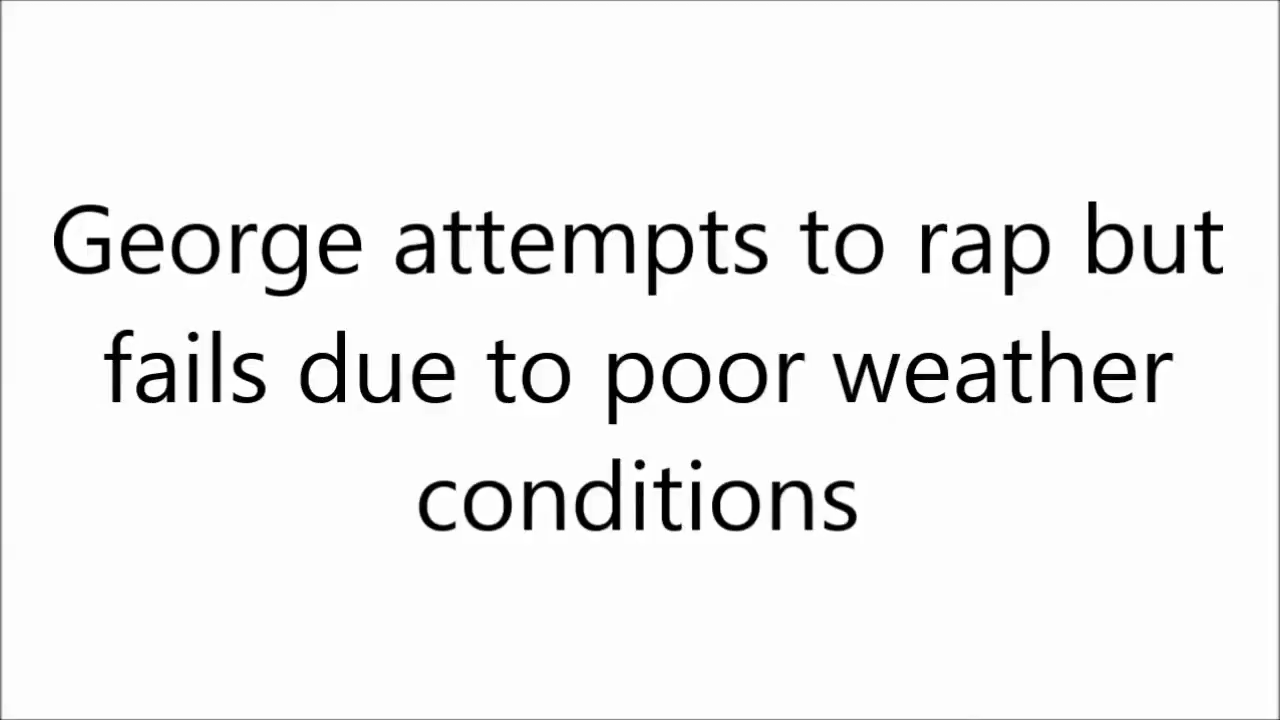 George attempts to rap but
fails due to poor weather
conditions